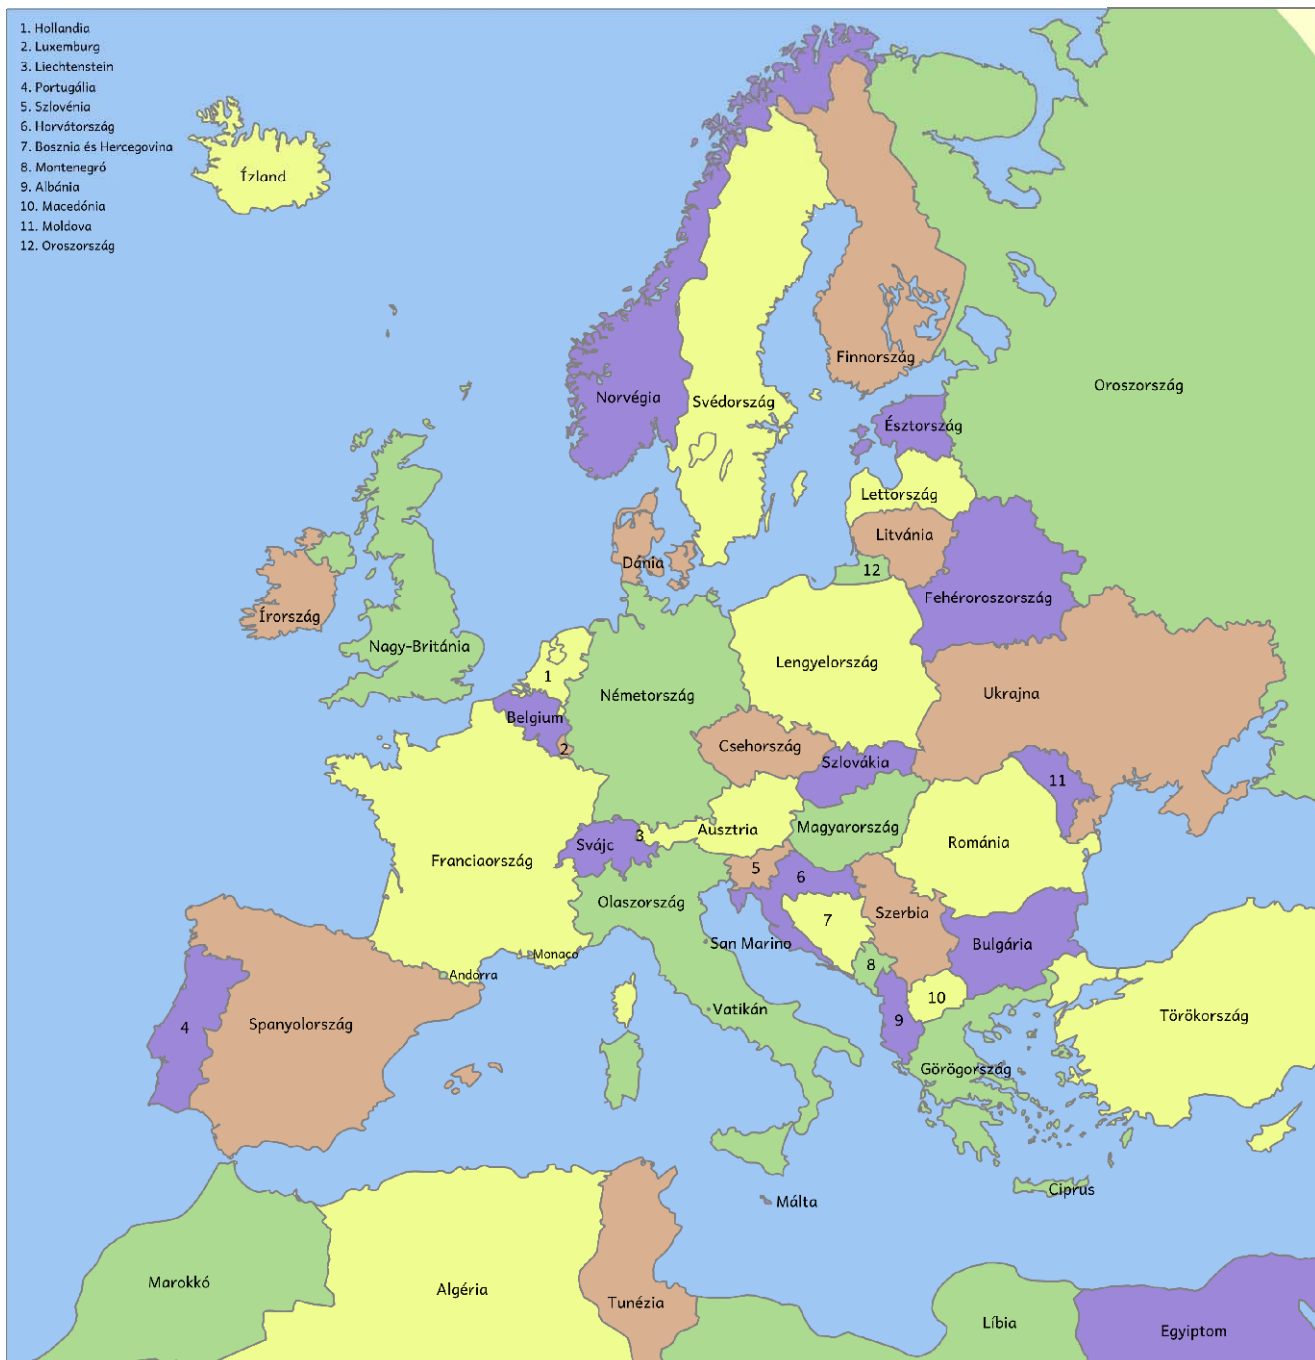 1. Hollandia
2. Luxemburg
3. Liechtenstein
4. Portugália
5. Szlovénia
6. Horvátország
7. Bosznia és Hercegovina
8. Montenegró
9. Albánia
10. Macedónia
11. Moldova
12. Oroszország
Ízland
Finnország
Oroszország
Norvégia
Svédország
Észtország
Lettország
Litvánia
Dánia
12
Fehéroroszország
Írország
Nagy-Británia
Lengyelország
1
Németország
Ukrajna
Belgium
2
Csehország
Szlovákia
11
Ausztria
Magyarország
3
Svájc
Románia
Franciaország
5
6
Olaszország
Szerbia
7
San Marino
Bulgária
Monaco
8
Andorra
10
4
Spanyolország
Vatikán
9
Törökország
Görögország
Ciprus
Málta
Marokkó
Algéria
Tunézia
Líbia
Egyiptom